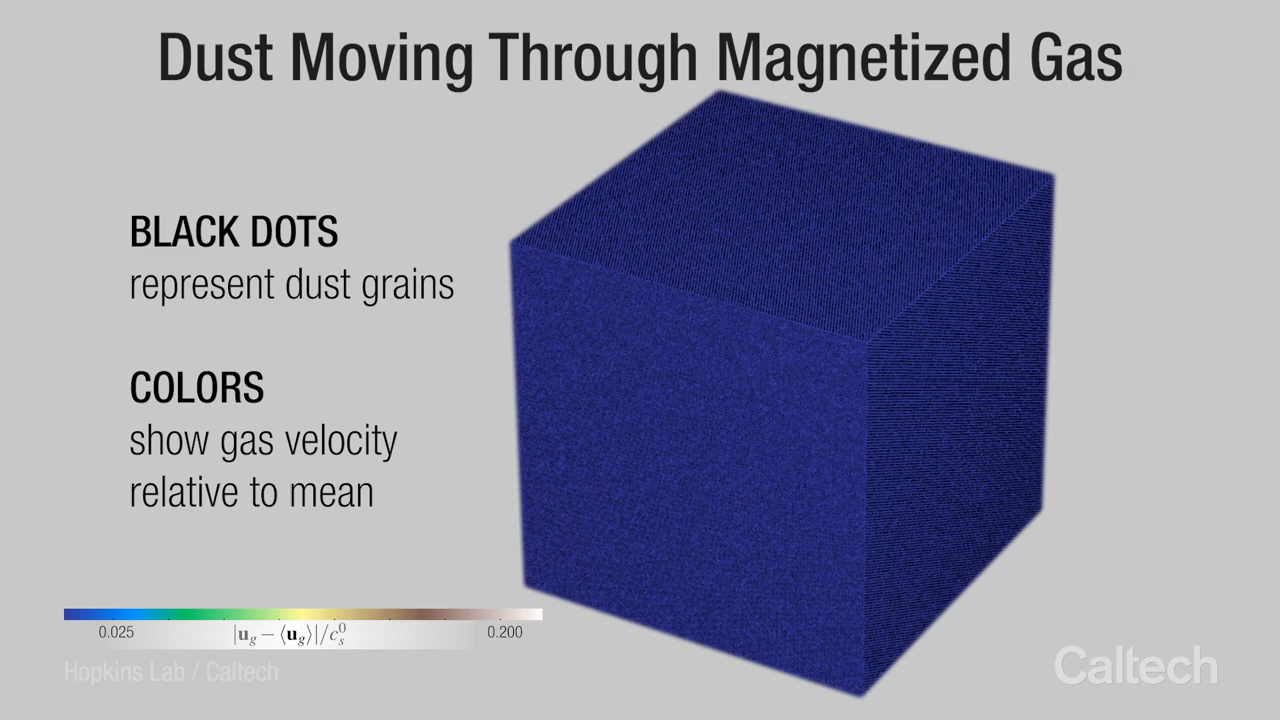 Dust Moving Through Magnetized Gas
BLACK DOTS
represent dust grains
COLORS
show gas velocity
relative to mean
0.025 |u_g − ⟨u_g⟩|/c_s^0 0.200
Hopkins Lab / Caltech
Caltech